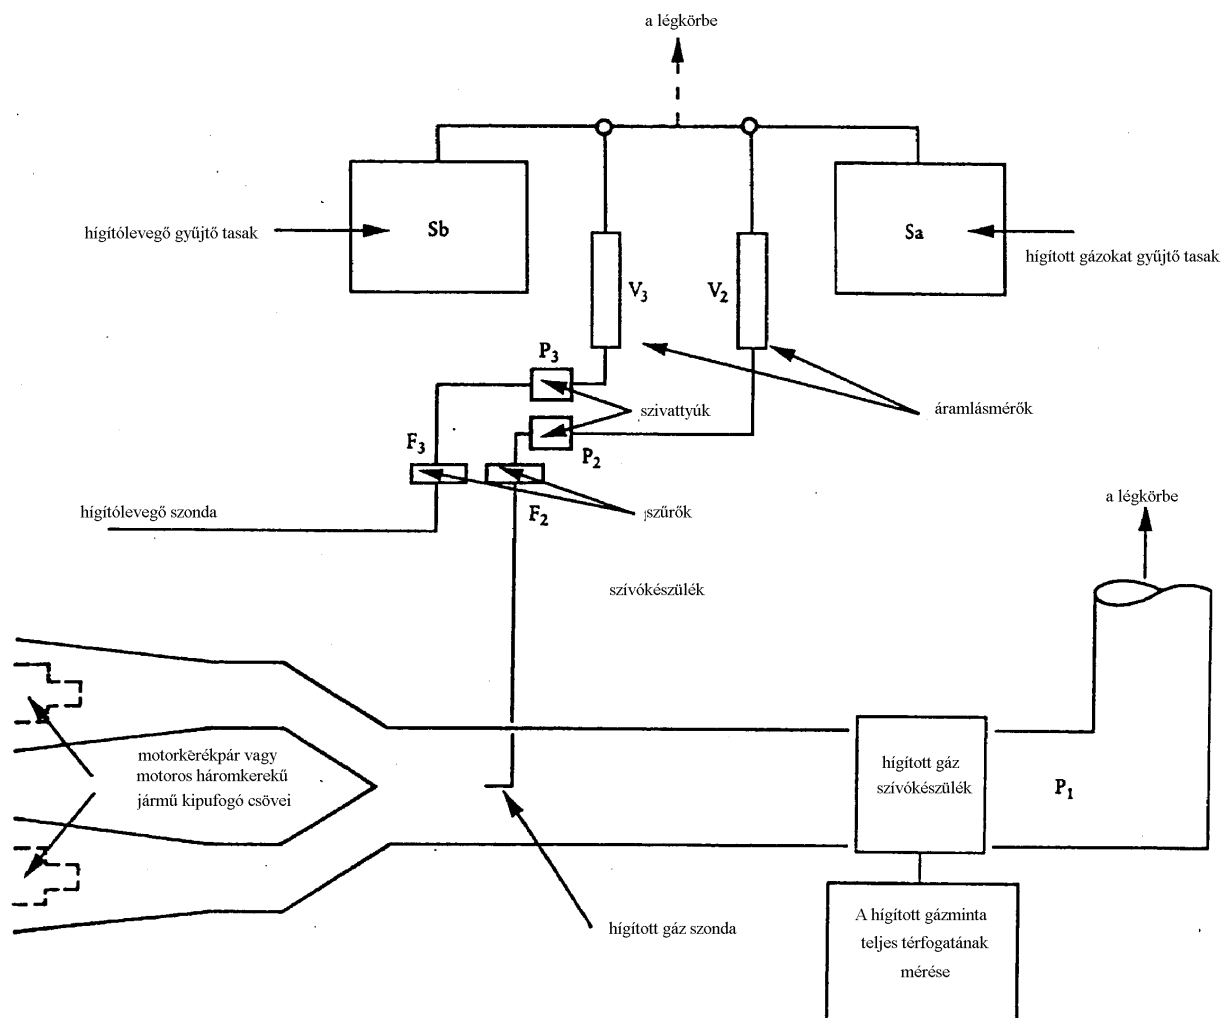 a légkörbe
Sb
Sa
hígítólevegő gyűjtő tasak
hígított gázokat gyűjtő tasak
V3
V2
P3
szivattyúk
áramlásmérők
F3
P2
hígítólevegő szonda
F2
szűrők
a légkörbe
szívókészülék
motorkerékpár vagy
motoros háromkerekű
jármű kipufogó csövei
hígított gáz
szívókészülék
P1
hígított gáz szonda
A hígított gázminta
teljes térfogatának
mérése